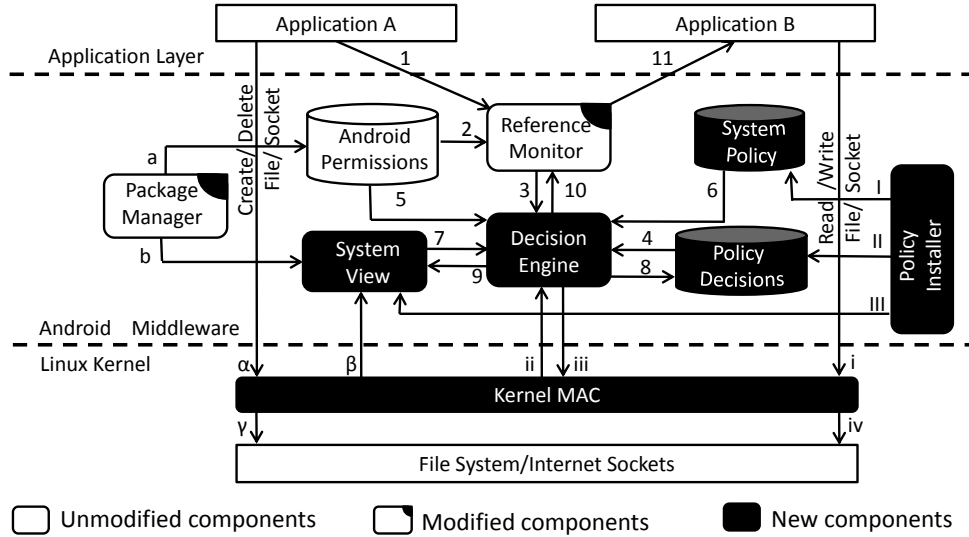 Application A
Application B
Application Layer
1
11
Create/ Delete
File/ Socket
Android
Permissions
2
Reference
Monitor
System
Policy
Read /Write
File/ Socket
a
Package
Manager
b
5
3
10
6
I
System
View
7
9
Decision
Engine
4
8
Policy
Decisions
II
III
Policy
Installer
Android Middleware
Linux Kernel
α
β
ii
iii
i
Kernel MAC
γ
iv
File System/Internet Sockets
Unmodified components
Modified components
New components